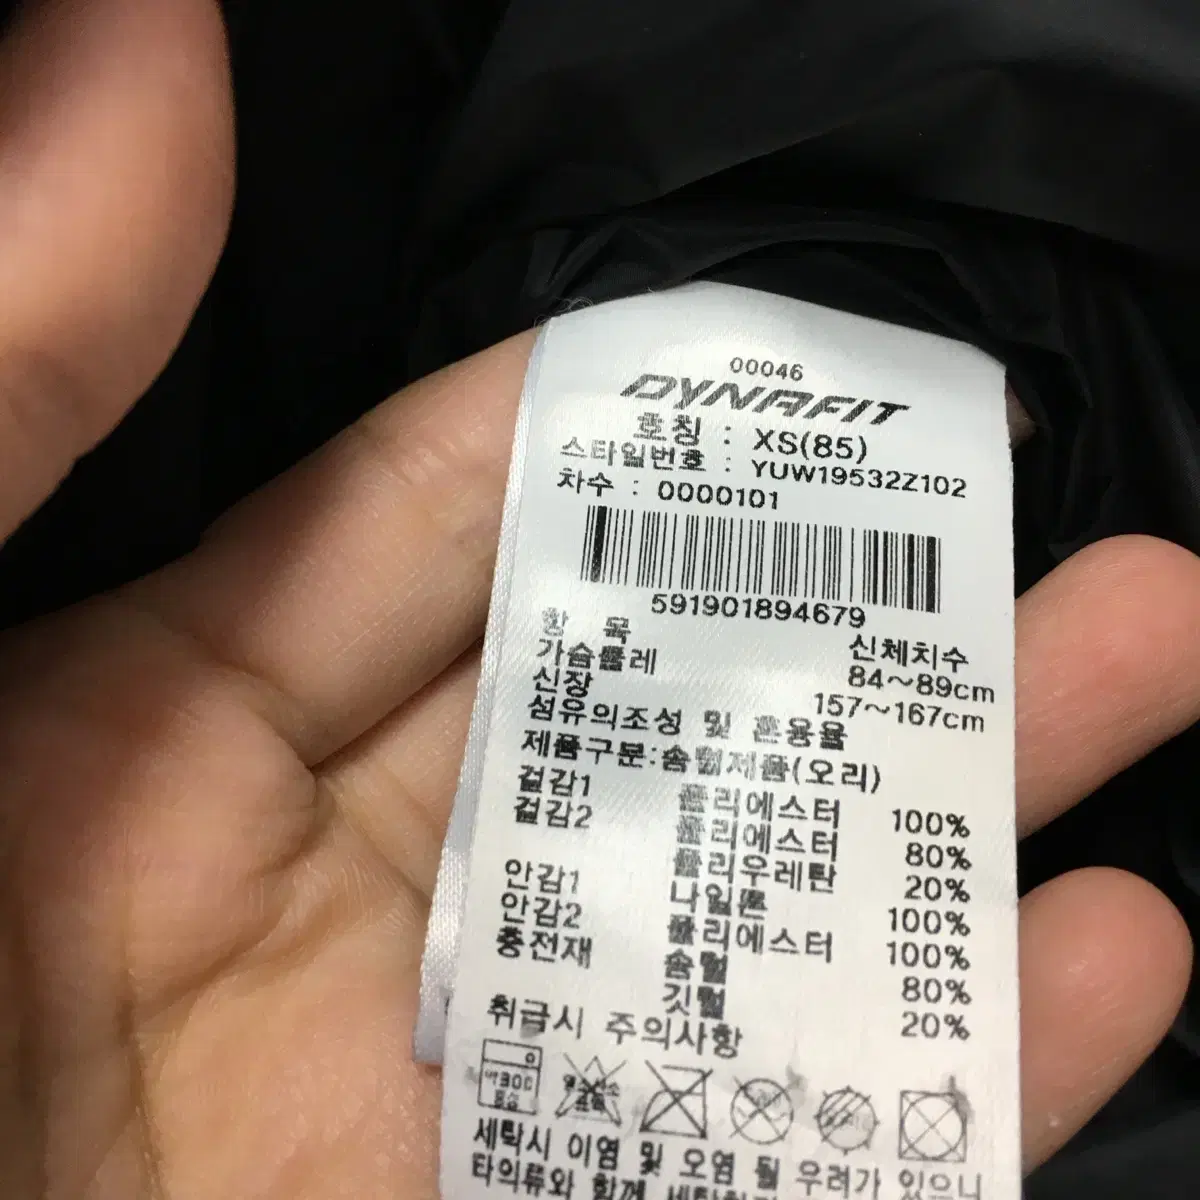 00046
DYNAFIT
호칭 : XS(85)
스타일번호 : YUW19532Z102
차수 : 0000101
591901894679
항 목 신체치수
가슴둘레 84~89cm
신장 157~167cm
섬유의조성 및 혼용율
제품구분:솜털제품(오리)
겉감1 폴리에스터 100%
겉감2 폴리에스터 80%
폴리우레탄 20%
안감1 나일론 100%
안감2 폴리에스터 100%
충전재 솜털 80%
깃털 20%
취급시 주의사항
세탁시 이염 및 오염 될 우려가 있으니
타의류와 함께